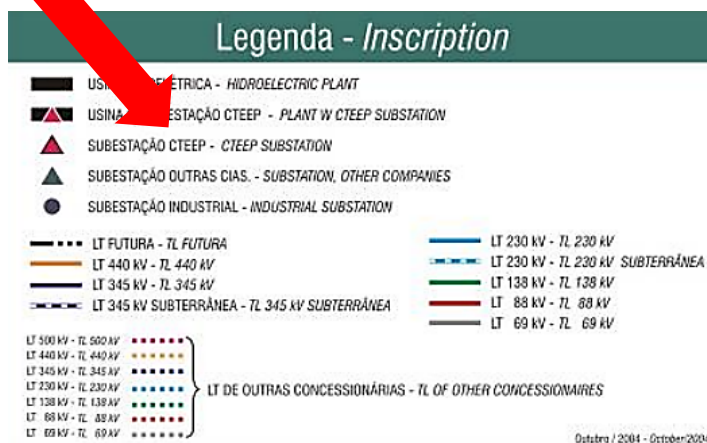 Legenda - Inscription
ÉTRICA - HIDROELECTRIC PLANT
USINA ESTAÇÃO CTEEP - PLANT W CTEEP SUBSTATION
SUBESTAÇÃO CTEEP - CTEEP SUBSTATION
SUBESTAÇÃO OUTRAS CIAS. - SUBSTATION, OTHER COMPANIES
SUBESTAÇÃO INDUSTRIAL - INDUSTRIAL SUBSTATION
LT FUTURA - TL FUTURA
LT 440 kV - TL 440 kV
LT 345 kV - TL 345 kV
LT 345 kV SUBTERRÂNEA - TL 345 kV SUBTERRÂNEA
LT 230 kV - TL 230 kV
LT 230 kV - TL 230 kV SUBTERRÂNEA
LT 138 kV - TL 138 kV
LT 88 kV - TL 88 kV
LT 69 kV - TL 69 kV
LT 500 kV - TL 500 kV
LT 440 kV - TL 440 kV
LT 345 kV - TL 345 kV
LT 230 kV - TL 230 kV
LT 138 kV - TL 138 kV
LT 88 kV - TL 88 kV
LT 69 kV - TL 69 kV
LT DE OUTRAS CONCESSIONÁRIAS - TL OF OTHER CONCESSIONAIRES
Outubro / 2004 - October/2004